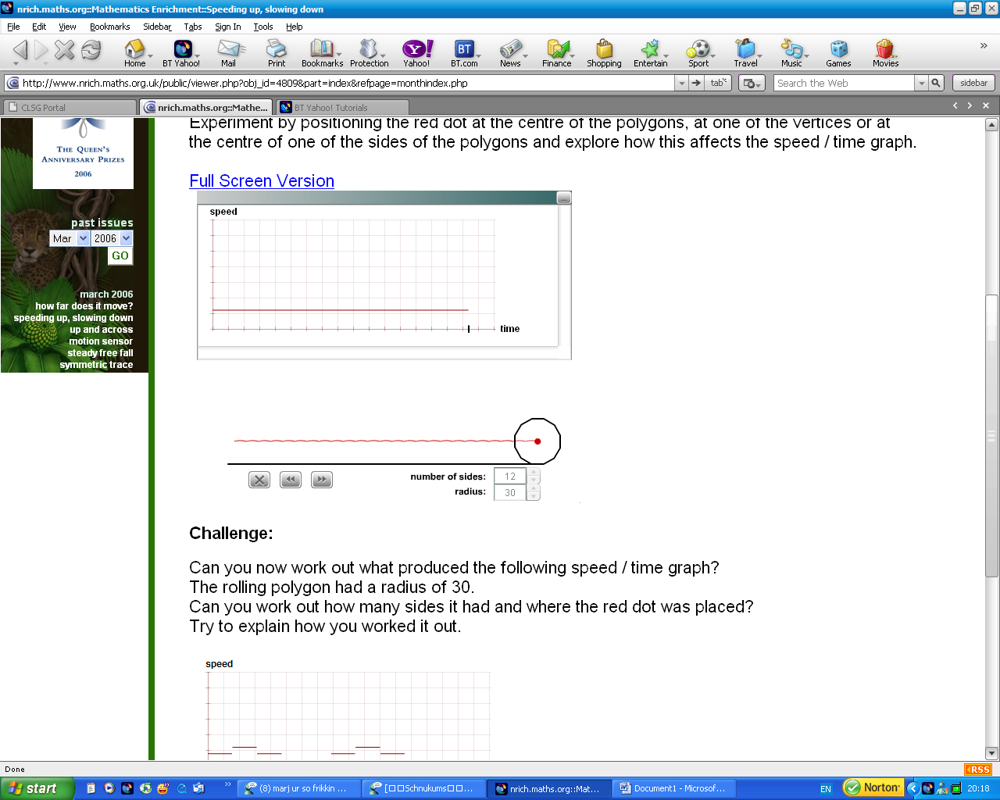 nrich.maths.org::Mathematics Enrichment::Speeding up, slowing down
File Edit View Bookmarks Sidebar Tabs Sign In Tools Help
Home BT Yahoo! Mail Print Bookmarks Protection Yahoo! BT.com News Finance Shopping Entertain Sport Travel Music Games Movies
http://www.nrich.maths.org.uk/public/viewer.php?obj_id=4809&part=index&refpage=monthindex.php tab Search the Web sidebar
CLSG Portal nrich.maths.org::Mathe... BT Yahoo! Tutorials
Experiment by positioning the red dot at the centre of the polygons, at one of the vertices or at
the centre of one of the sides of the polygons and explore how this affects the speed / time graph.
THE QUEEN'S
ANNIVERSARY PRIZES
2006
past issues
Mar 2006
GO
march 2006
how far does it move?
speeding up, slowing down
up and across
motion sensor
steady free fall
symmetric trace
Full Screen Version
speed
time
number of sides: 12
radius: 30
Challenge:
Can you now work out what produced the following speed / time graph?
The rolling polygon had a radius of 30.
Can you work out how many sides it had and where the red dot was placed?
Try to explain how you worked it out.
speed
Done RSS
start (8) marj ur so frikkin ... [□□Schnukums□□... nrich.maths.org::Mat... Document1 - Microsof... EN Norton 20:18